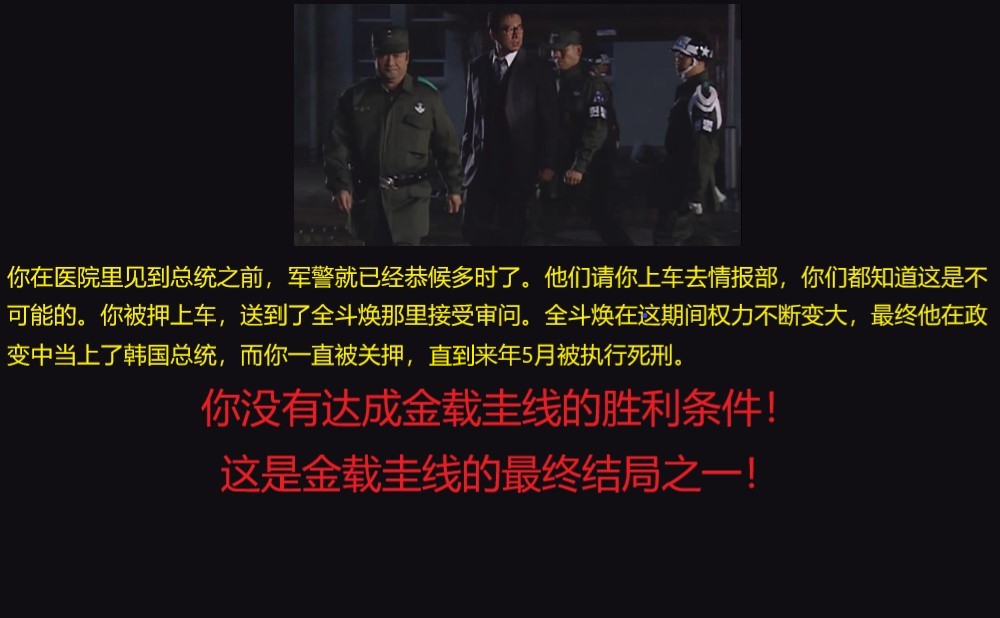 你在医院里见到总统之前，军警就已经恭候多时了。他们请你上车去情报部，你们都知道这是不
可能的。你被押上车，送到了全斗焕那里接受审问。全斗焕在这期间权力不断变大，最终他在政
变中当上了韩国总统，而你一直被关押，直到来年5月被执行死刑。
你没有达成金载圭线的胜利条件！
这是金载圭线的最终结局之一！